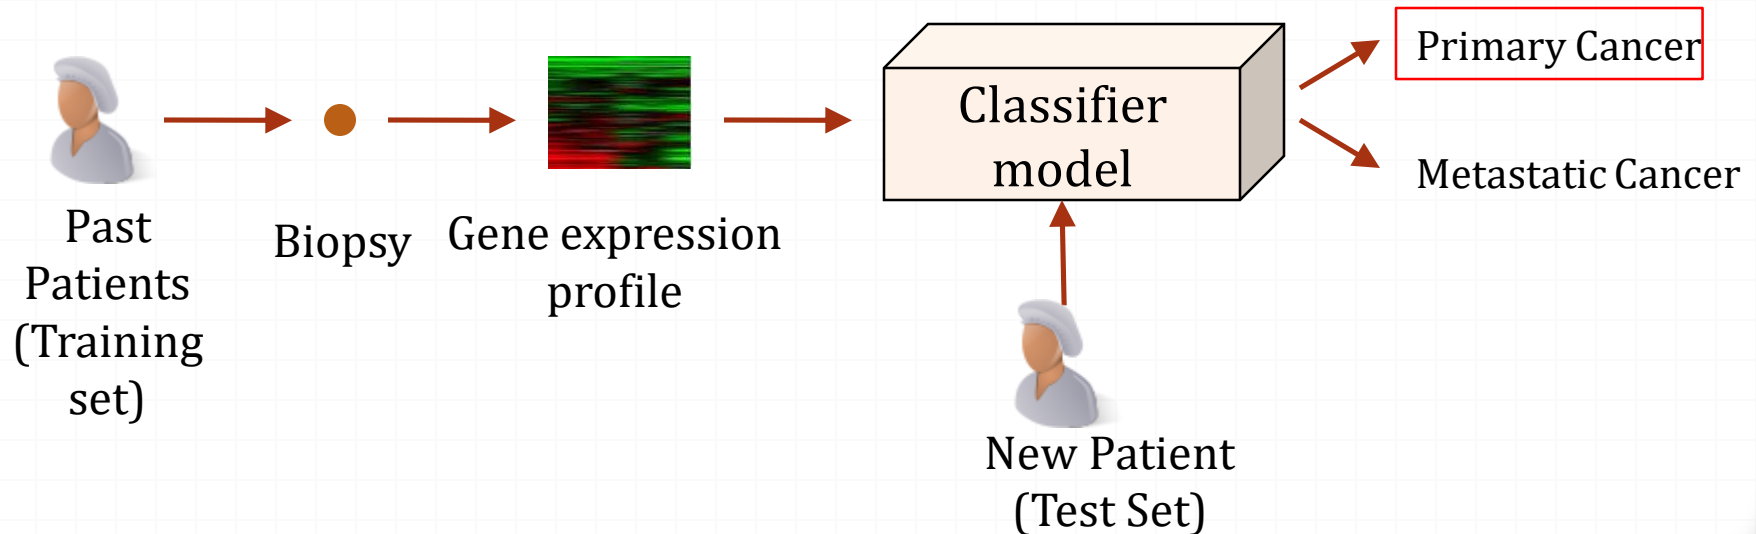 Past
Patients
(Training
set)
Biopsy
Gene expression
profile
Classifier
model
New Patient
(Test Set)
Primary Cancer
Metastatic Cancer